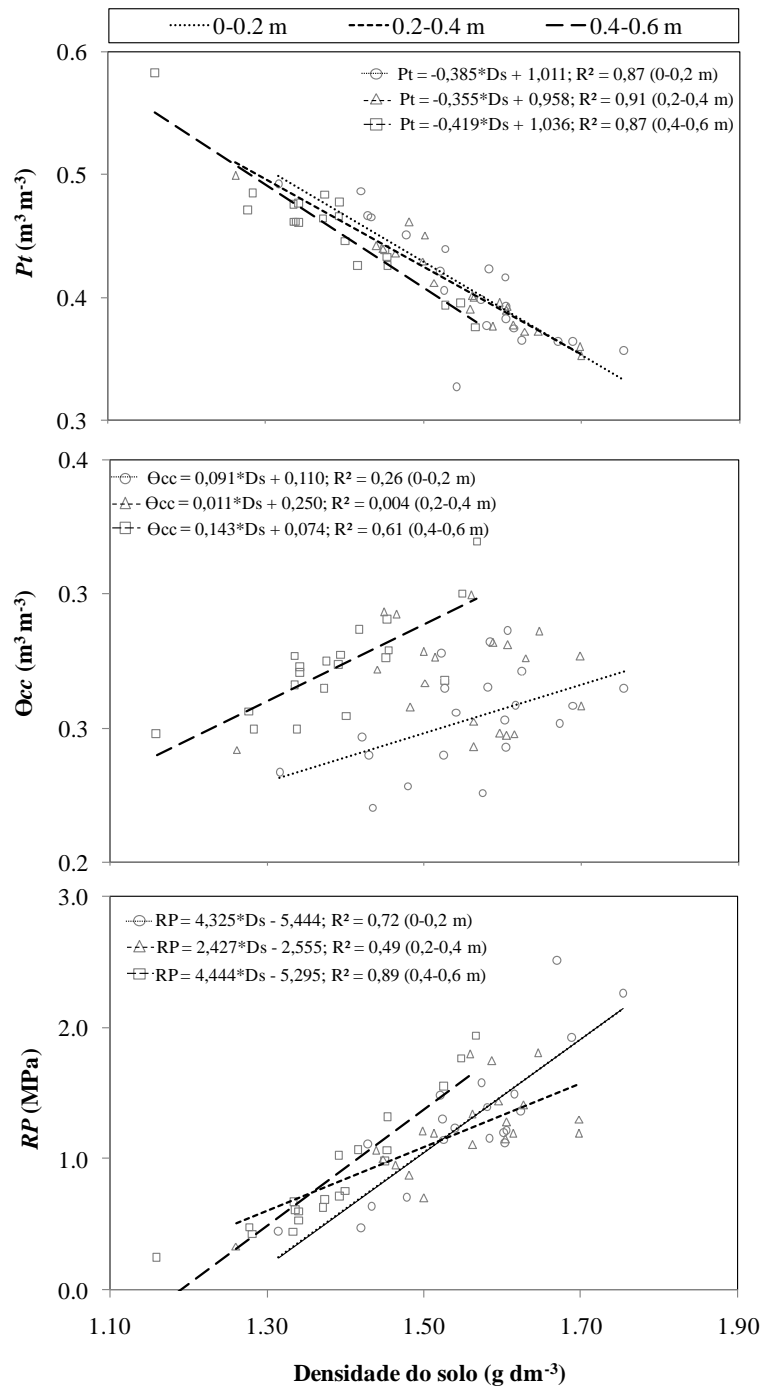 0-0.2 m 0.2-0.4 m 0.4-0.6 m
0.6
0.5
0.4
0.3
Pt (m³ m⁻³)
Pt = -0,385*Ds + 1,011; R² = 0,87 (0-0,2 m)
Pt = -0,355*Ds + 0,958; R² = 0,91 (0,2-0,4 m)
Pt = -0,419*Ds + 1,036; R² = 0,87 (0,4-0,6 m)
0.4
0.3
0.3
0.2
Өcc (m³ m⁻³)
Өcc = 0,091*Ds + 0,110; R² = 0,26 (0-0,2 m)
Өcc = 0,011*Ds + 0,250; R² = 0,004 (0,2-0,4 m)
Өcc = 0,143*Ds + 0,074; R² = 0,61 (0,4-0,6 m)
3.0
2.0
1.0
0.0
RP (MPa)
RP = 4,325*Ds - 5,444; R² = 0,72 (0-0,2 m)
RP = 2,427*Ds - 2,555; R² = 0,49 (0,2-0,4 m)
RP = 4,444*Ds - 5,295; R² = 0,89 (0,4-0,6 m)
1.10 1.30 1.50 1.70 1.90
Densidade do solo (g dm⁻³)